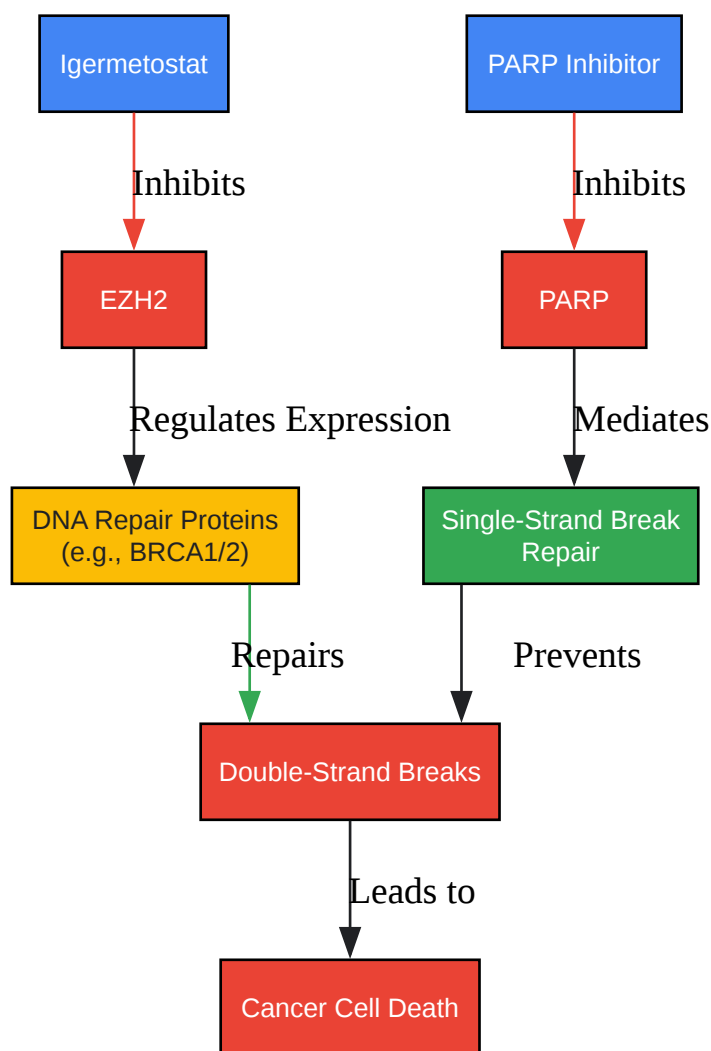 Igermetostat
PARP Inhibitor
Inhibits
Inhibits
EZH2
PARP
Regulates Expression
Mediates
DNA Repair Proteins
(e.g., BRCA1/2)
Single-Strand Break
Repair
Repairs
Prevents
Double-Strand Breaks
Leads to
Cancer Cell Death